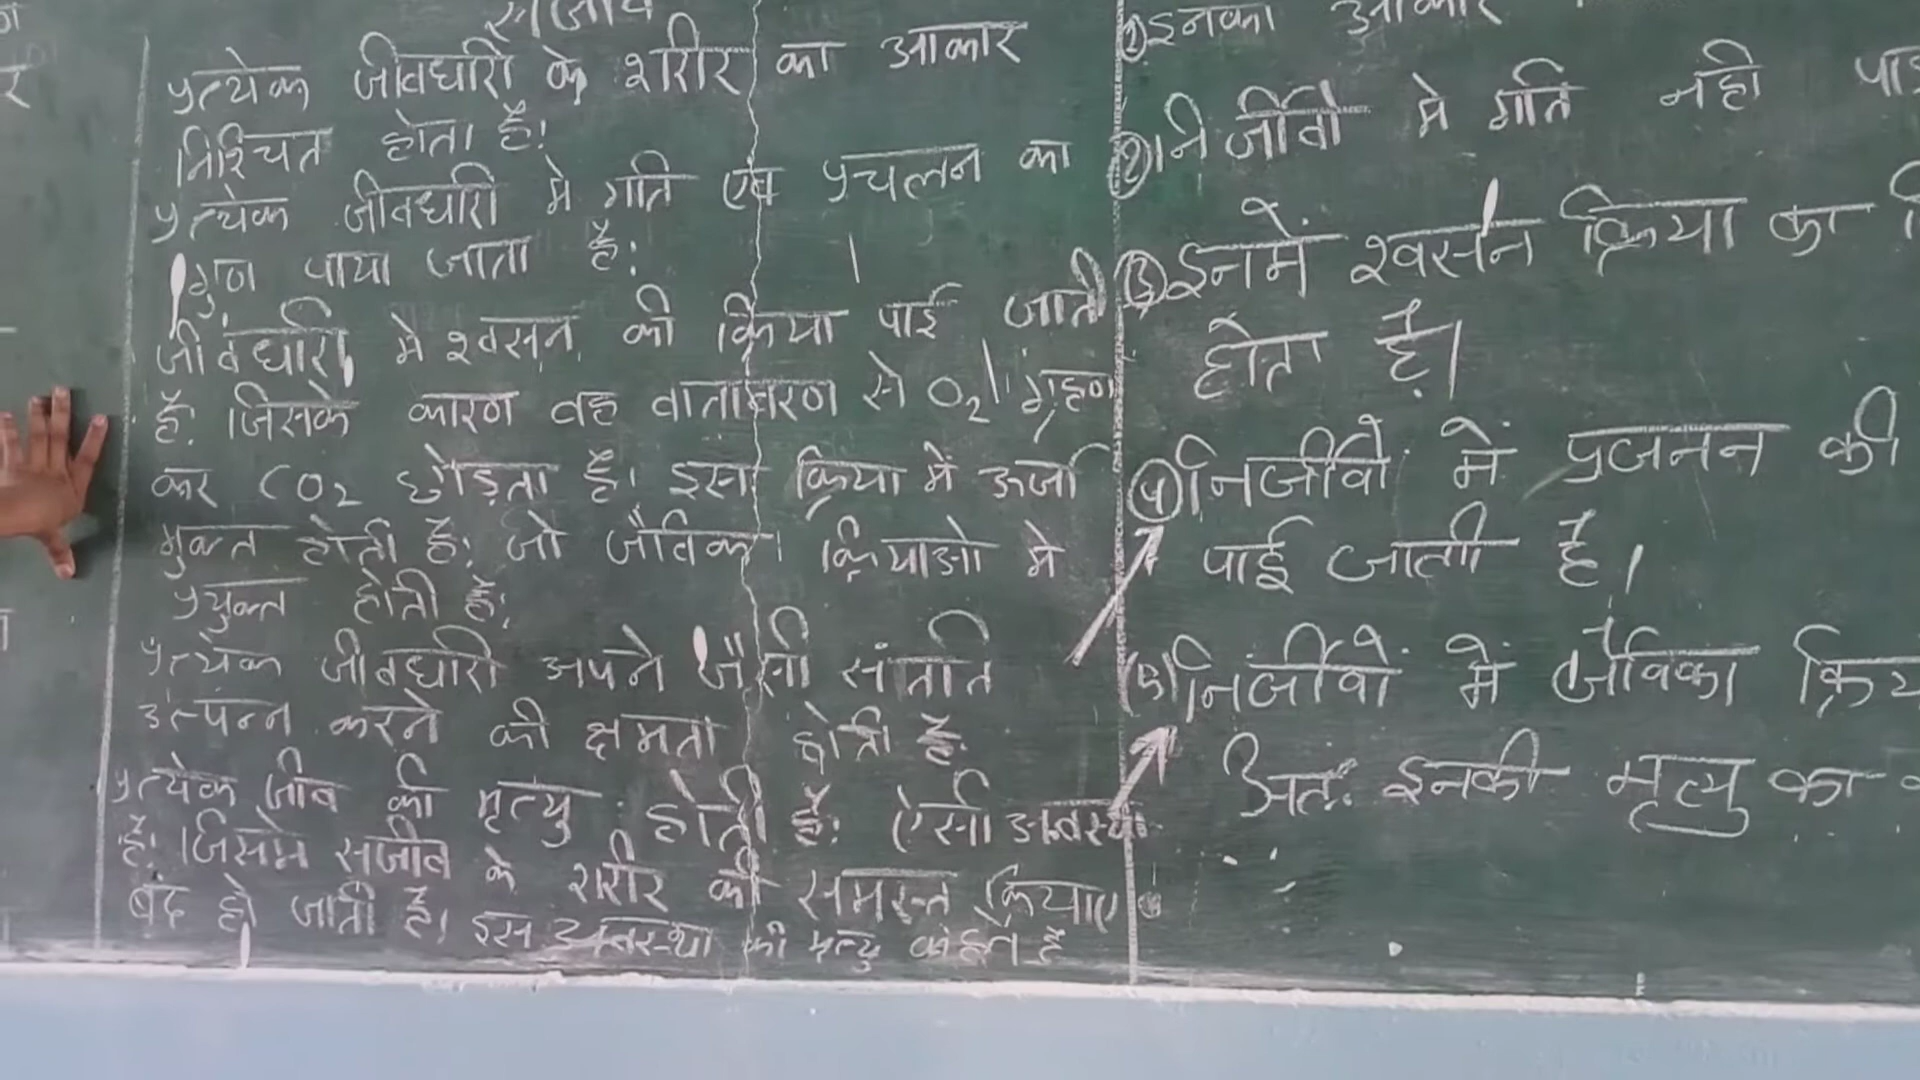 सजीव
प्रत्येक जीवधारी के शरीर का आकार
निश्चित होता है।
प्रत्येक जीवधारी मे गति एवं प्रचलन का
गुण पाया जाता है।
जीवधारी मे श्वसन की क्रिया पाई जाती
है। जिसके कारण वह वातावरण से O₂ ग्रहण
कर CO₂ छोड़ता है। इस क्रिया में ऊर्जा
मुक्त होती है। जो जैविक क्रियाओ मे
प्रयुक्त होती है।
प्रत्येक जीवधारी अपने जैसी संतति
उत्पन्न करने की क्षमता होती है.
प्रत्येक जीव की मृत्यु होती है। ऐसी अवस्था
है। जिसमे सजीव के शरीर की समस्त क्रियाए
बंद हो जाती है। इस अवस्था को मृत्यु कहते है
① इनका आकार
② निर्जीवो मे गति नही
③ इनमें श्वसन क्रिया का
होता है।
④ निर्जीवों में प्रजनन की
पाई जाती है।
(5) निर्जीवों में जैविक
अतः इनकी मृत्यु का